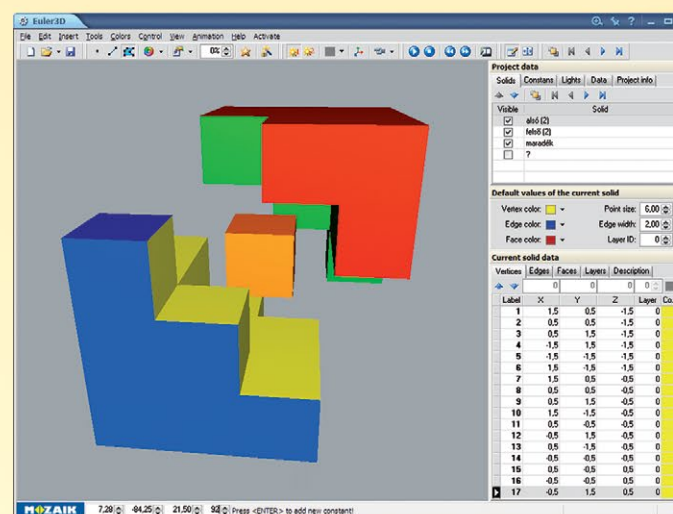 Euler3D
File Edit Insert Tools Colors Control View Animation Help Activate
0%
Project data
Solids Constans Lights Data Project info
Visible Solid
alsó (2)
felső (2)
maradék
?
Default values of the current solid
Vertex color: Point size: 6,00
Edge color: Edge width: 2,00
Face color: Layer ID: 0
Current solid data
Vertices Edges Faces Layers Description
0 0 0 0
Label X Y Z Layer Co.
1 1,5 0,5 -1,5 0
2 0,5 0,5 -1,5 0
3 0,5 1,5 -1,5 0
4 -1,5 1,5 -1,5 0
5 -1,5 -1,5 -1,5 0
6 1,5 -1,5 -1,5 0
7 1,5 0,5 -0,5 0
8 0,5 0,5 -0,5 0
9 0,5 1,5 -0,5 0
10 1,5 -1,5 -0,5 0
11 0,5 -0,5 -0,5 0
12 -0,5 1,5 -0,5 0
13 0,5 -0,5 -0,5 0
14 -0,5 -0,5 -0,5 0
15 0,5 -0,5 0,5 0
16 -0,5 -0,5 0,5 0
17 -0,5 1,5 0,5 0
MOZAIK 7,28 -84,25 21,50 92 Press <ENTER> to add new constant!